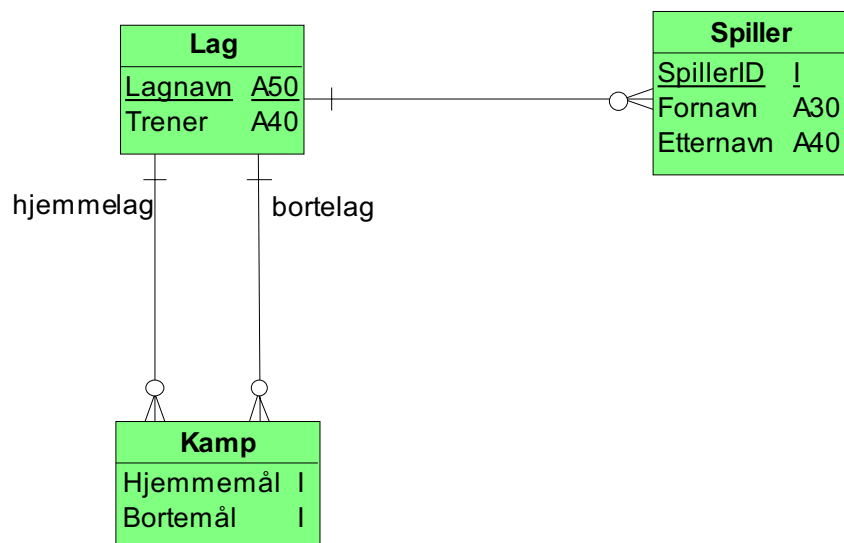 Lag
Lagnavn A50
Trener A40
Spiller
SpillerID I
Fornavn A30
Etternavn A40
hjemmelag
bortelag
Kamp
Hjemmemål I
Bortemål I